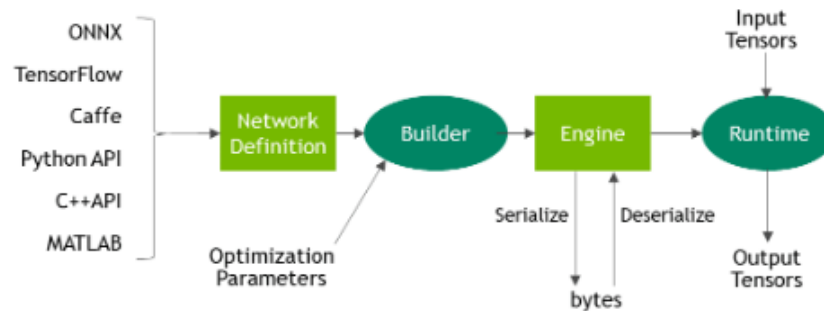 ONNX
TensorFlow
Caffe
Python API
C++API
MATLAB
Network
Definition
Builder
Optimization
Parameters
Engine
Serialize
Deserialize
bytes
Input
Tensors
Runtime
Output
Tensors